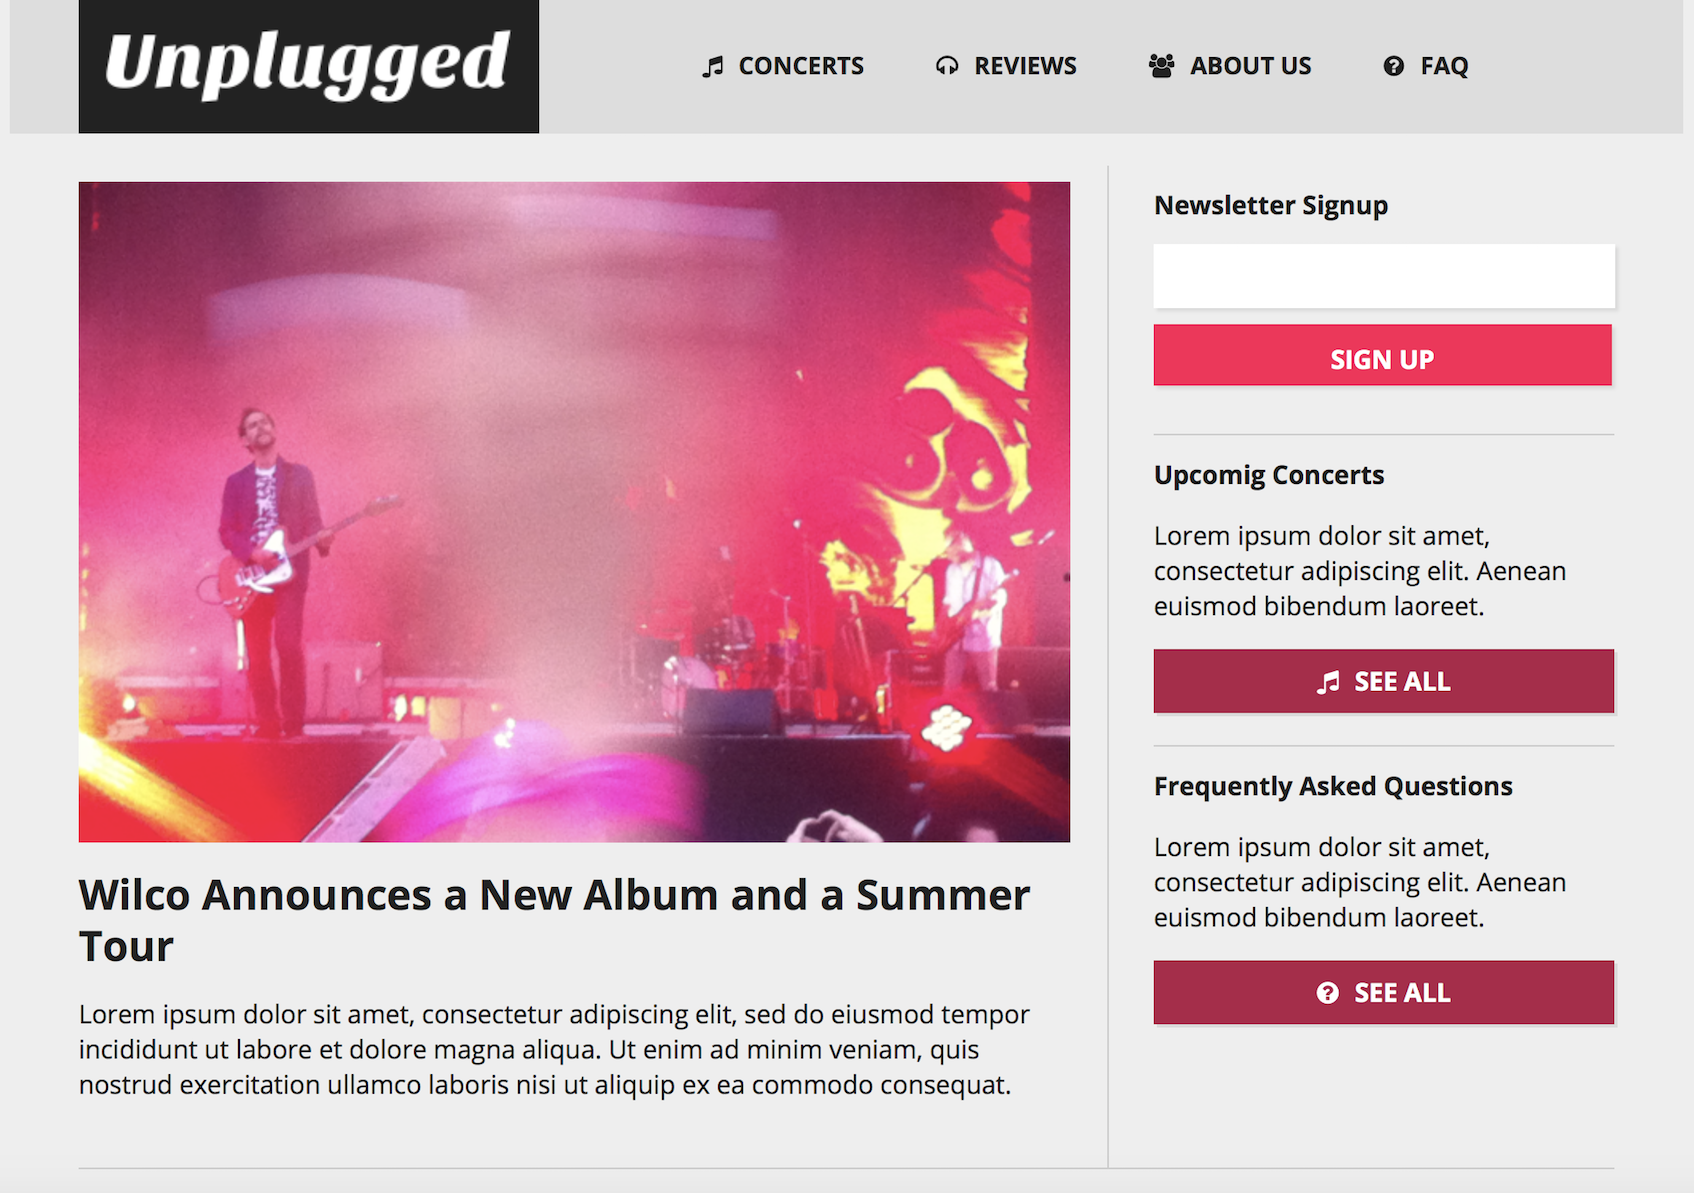 Unplugged
CONCERTS
REVIEWS
ABOUT US
FAQ
Wilco Announces a New Album and a Summer
Tour
Lorem ipsum dolor sit amet, consectetur adipiscing elit, sed do eiusmod tempor
incididunt ut labore et dolore magna aliqua. Ut enim ad minim veniam, quis
nostrud exercitation ullamco laboris nisi ut aliquip ex ea commodo consequat.
Newsletter Signup
SIGN UP
Upcomig Concerts
Lorem ipsum dolor sit amet,
consectetur adipiscing elit. Aenean
euismod bibendum laoreet.
SEE ALL
Frequently Asked Questions
Lorem ipsum dolor sit amet,
consectetur adipiscing elit. Aenean
euismod bibendum laoreet.
SEE ALL